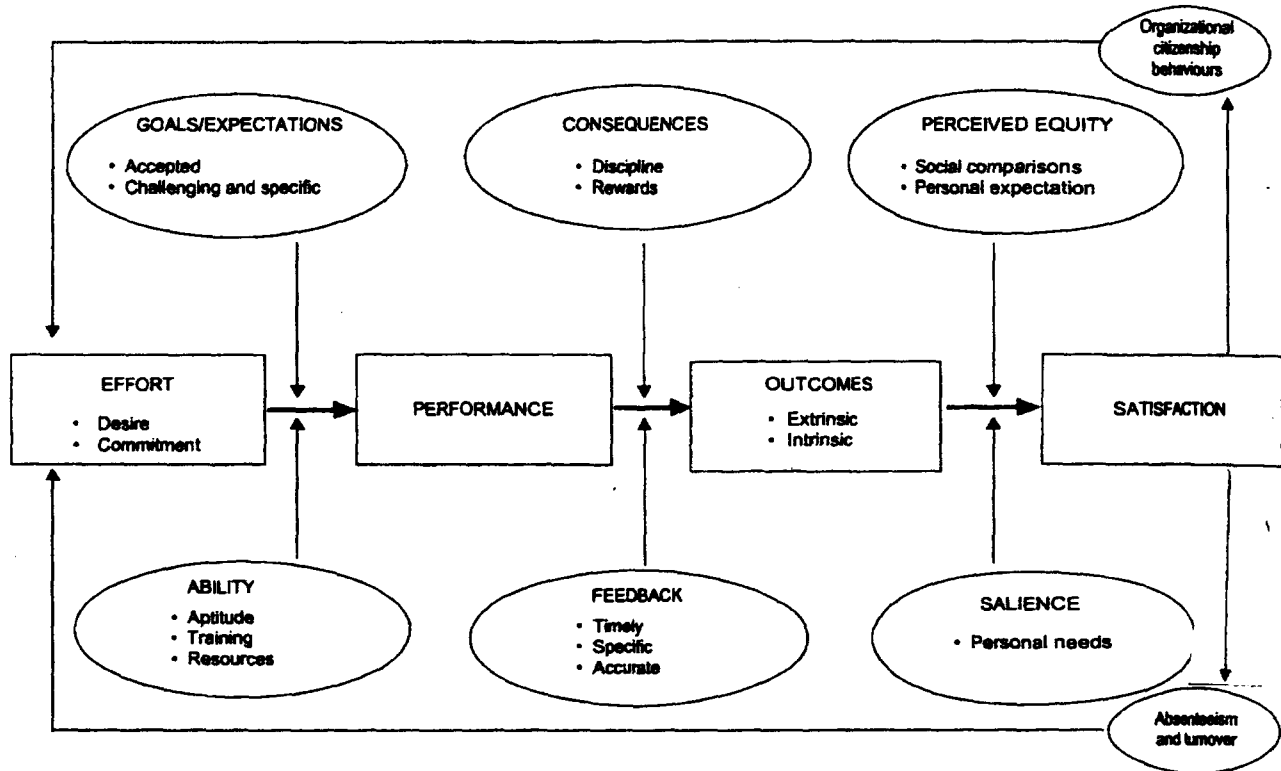 Organizational
citizenship
behaviours
GOALS/EXPECTATIONS
• Accepted
• Challenging and specific
CONSEQUENCES
• Discipline
• Rewards
PERCEIVED EQUITY
• Social comparisons
• Personal expectation
EFFORT
• Desire
• Commitment
PERFORMANCE
OUTCOMES
• Extrinsic
• Intrinsic
SATISFACTION
ABILITY
• Aptitude
• Training
• Resources
FEEDBACK
• Timely
• Specific
• Accurate
SALIENCE
• Personal needs
Absenteeism
and turnover